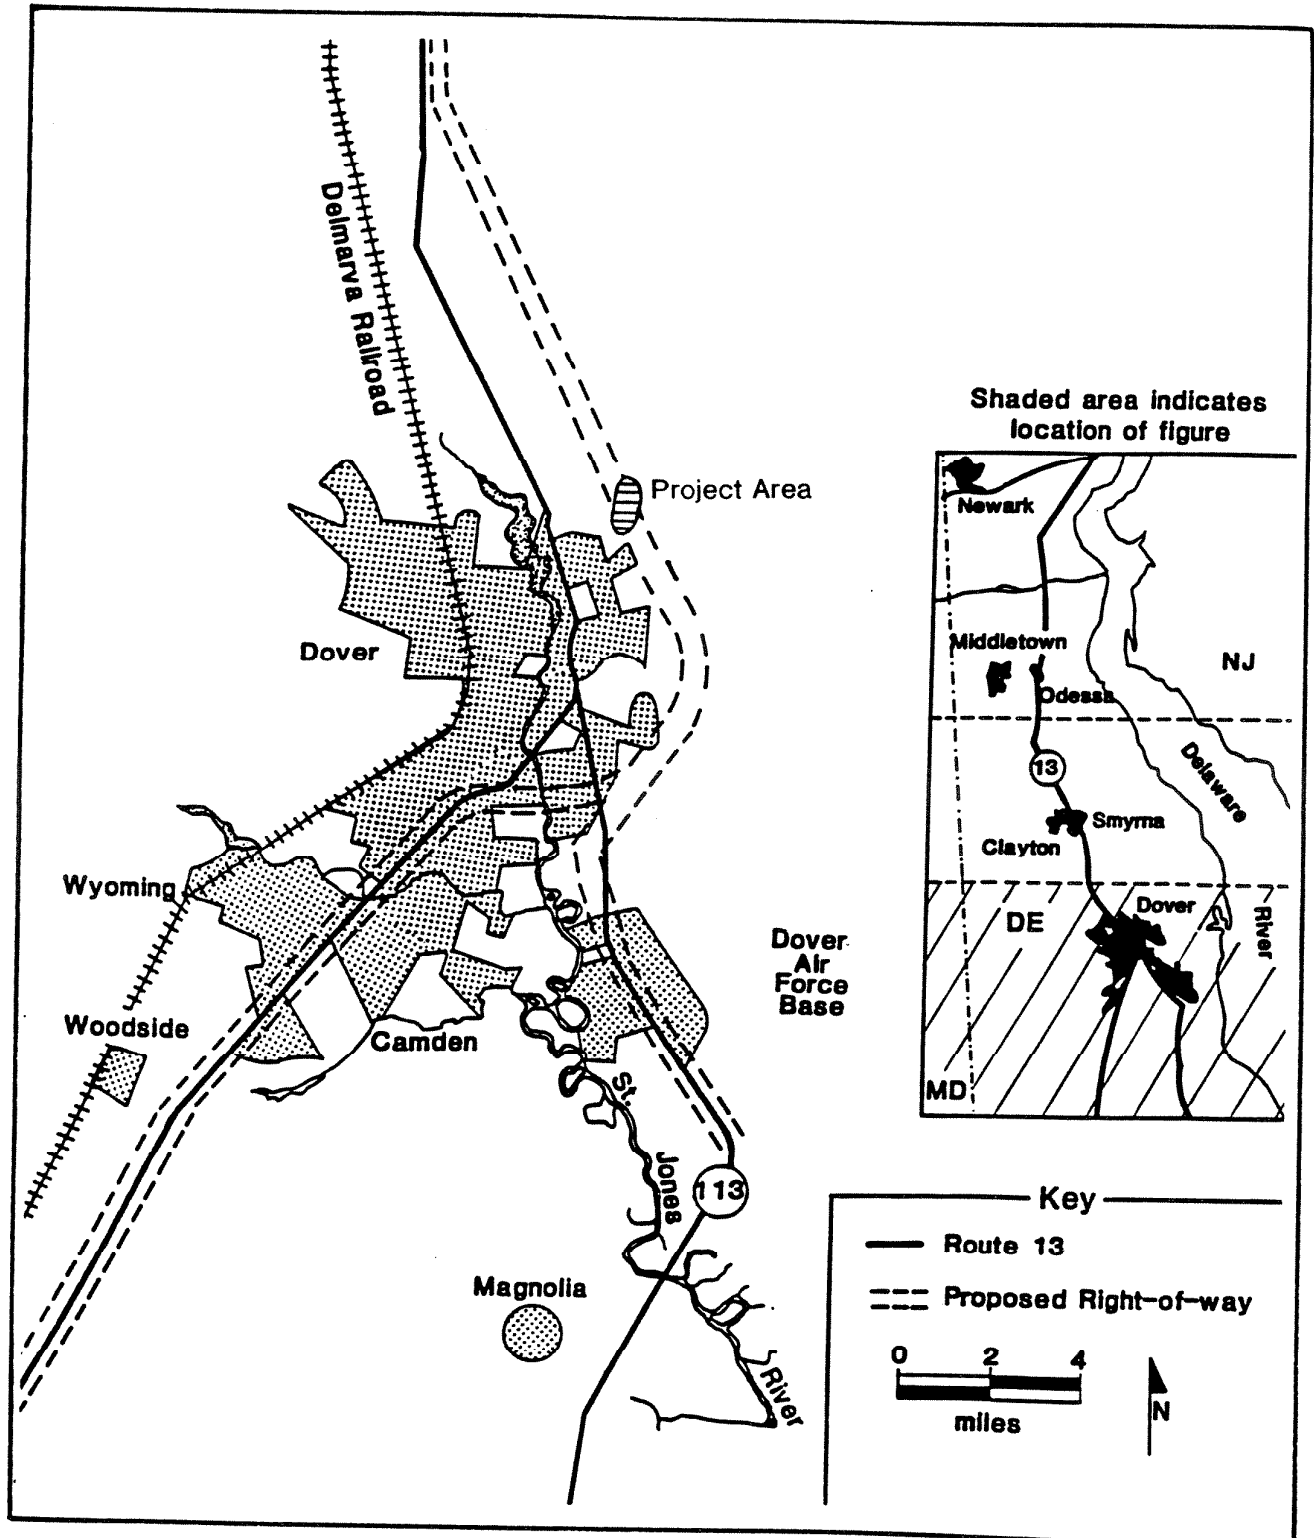 Delmarva Railroad
Shaded area indicates
location of figure
Project Area
Newark
Middletown
NJ
Odessa
Dover
13
Delaware
Smyrna
Clayton
Wyoming
Dover
DE
River
Dover
Air
Force
Base
Woodside
Camden
St.
MD
Jones
113
Key
Route 13
Magnolia
Proposed Right-of-way
0 2 4
River
N
miles